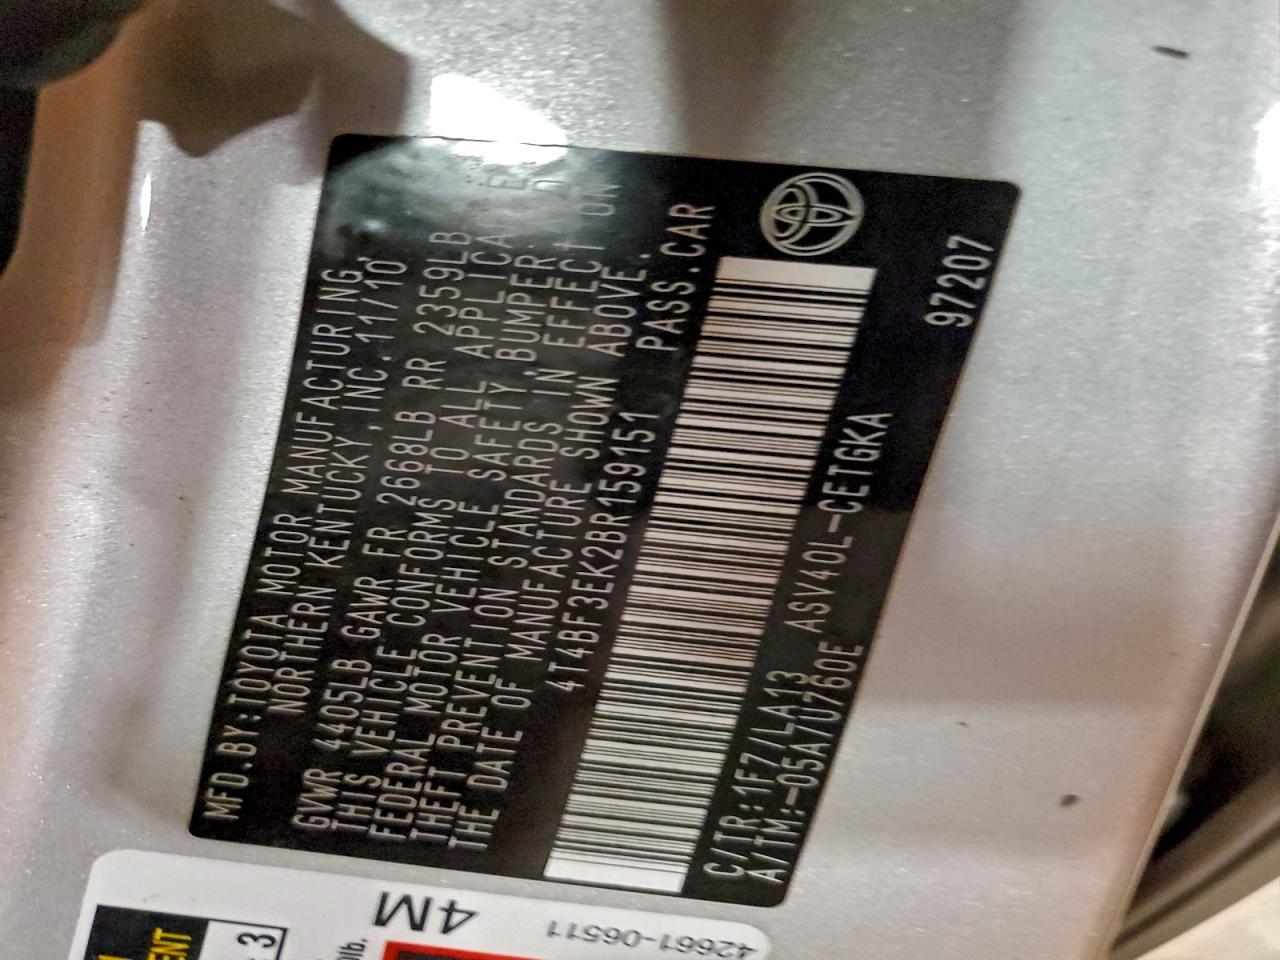 MFD.BY:TOYOTA MOTOR MANUFACTURING,
NORTHERN KENTUCKY,INC.11/10
GVWR 4405LB GAWR FR 2668LB RR 2359LB
THIS VEHICLE CONFORMS TO ALL APPLICABLE
FEDERAL MOTOR VEHICLE SAFETY,BUMPER,AND
THEFT PREVENTION STANDARDS IN EFFECT ON
THE DATE OF MANUFACTURE SHOWN ABOVE.
4T4BF3EK2BR159151 PASS.CAR
C/TR:1F7/LA13 ASV40L-CETGKA
A/TM:-05A/U760E
97207
4M
42661-06511
3